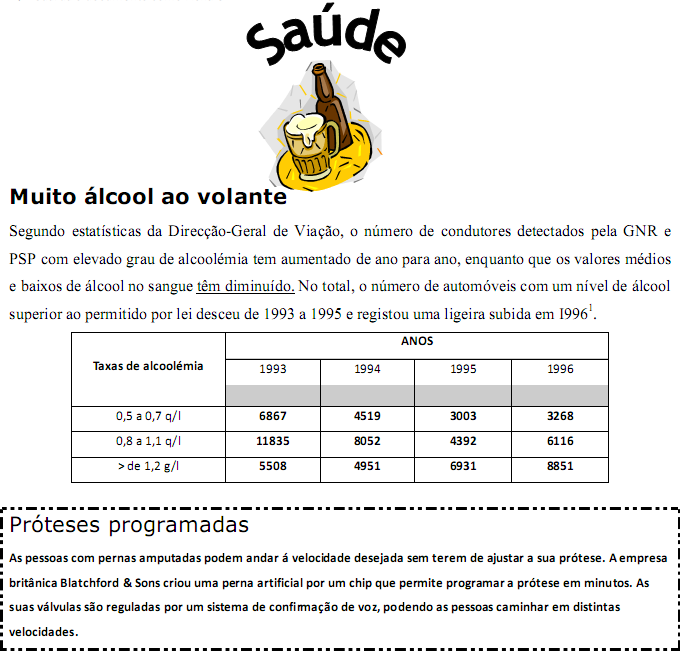 Saúde
Muito álcool ao volante
Segundo estatísticas da Direcção-Geral de Viação, o número de condutores detectados pela GNR e
PSP com elevado grau de alcoolémia tem aumentado de ano para ano, enquanto que os valores médios
e baixos de álcool no sangue têm diminuído. No total, o número de automóveis com um nível de álcool
superior ao permitido por lei desceu de 1993 a 1995 e registou uma ligeira subida em I996¹.
Taxas de alcoolémia ANOS
1993 1994 1995 1996
0,5 a 0,7 q/l 6867 4519 3003 3268
0,8 a 1,1 q/l 11835 8052 4392 6116
> de 1,2 g/l 5508 4951 6931 8851
Próteses programadas
As pessoas com pernas amputadas podem andar á velocidade desejada sem terem de ajustar a sua prótese. A empresa
britânica Blatchford & Sons criou uma perna artificial por um chip que permite programar a prótese em minutos. As
suas válvulas são reguladas por um sistema de confirmação de voz, podendo as pessoas caminhar em distintas
velocidades.